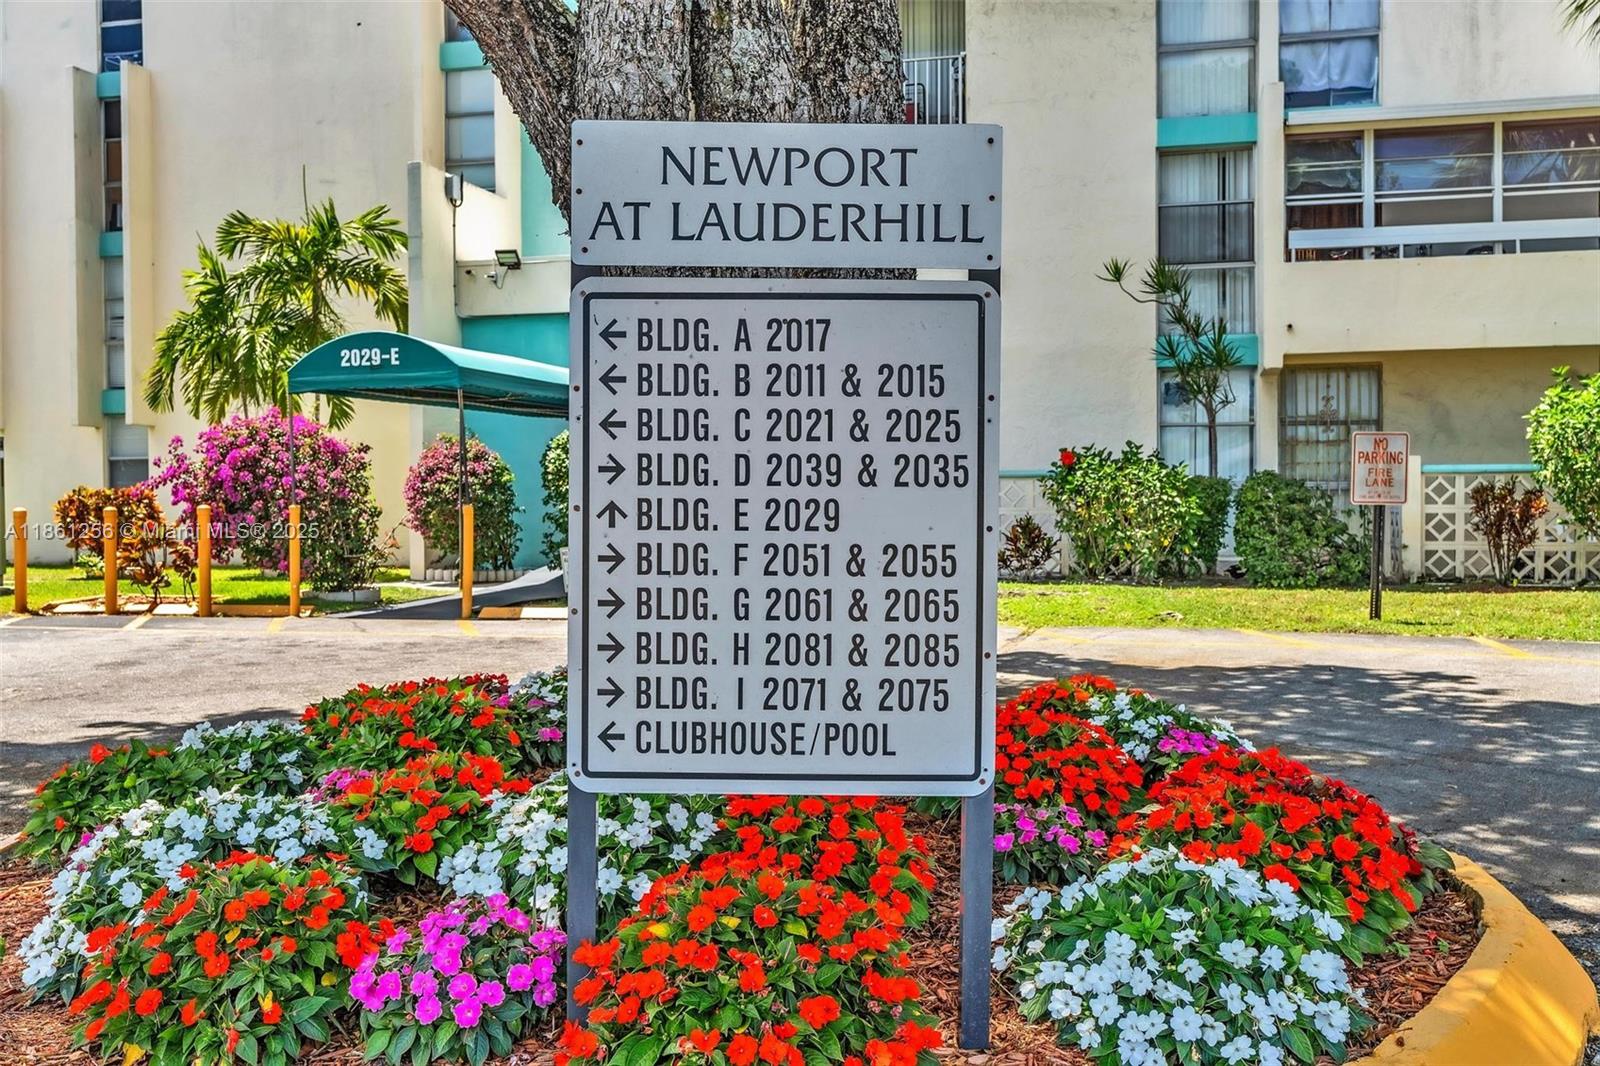 NEWPORT
AT LAUDERHILL
← BLDG. A 2017
← BLDG. B 2011 & 2015
← BLDG. C 2021 & 2025
→ BLDG. D 2039 & 2035
↑ BLDG. E 2029
→ BLDG. F 2051 & 2055
→ BLDG. G 2061 & 2065
→ BLDG. H 2081 & 2085
→ BLDG. I 2071 & 2075
← CLUBHOUSE/POOL
2029-E
NO
PARKING
FIRE
LANE
A11861256 © Miami MLS® 2025